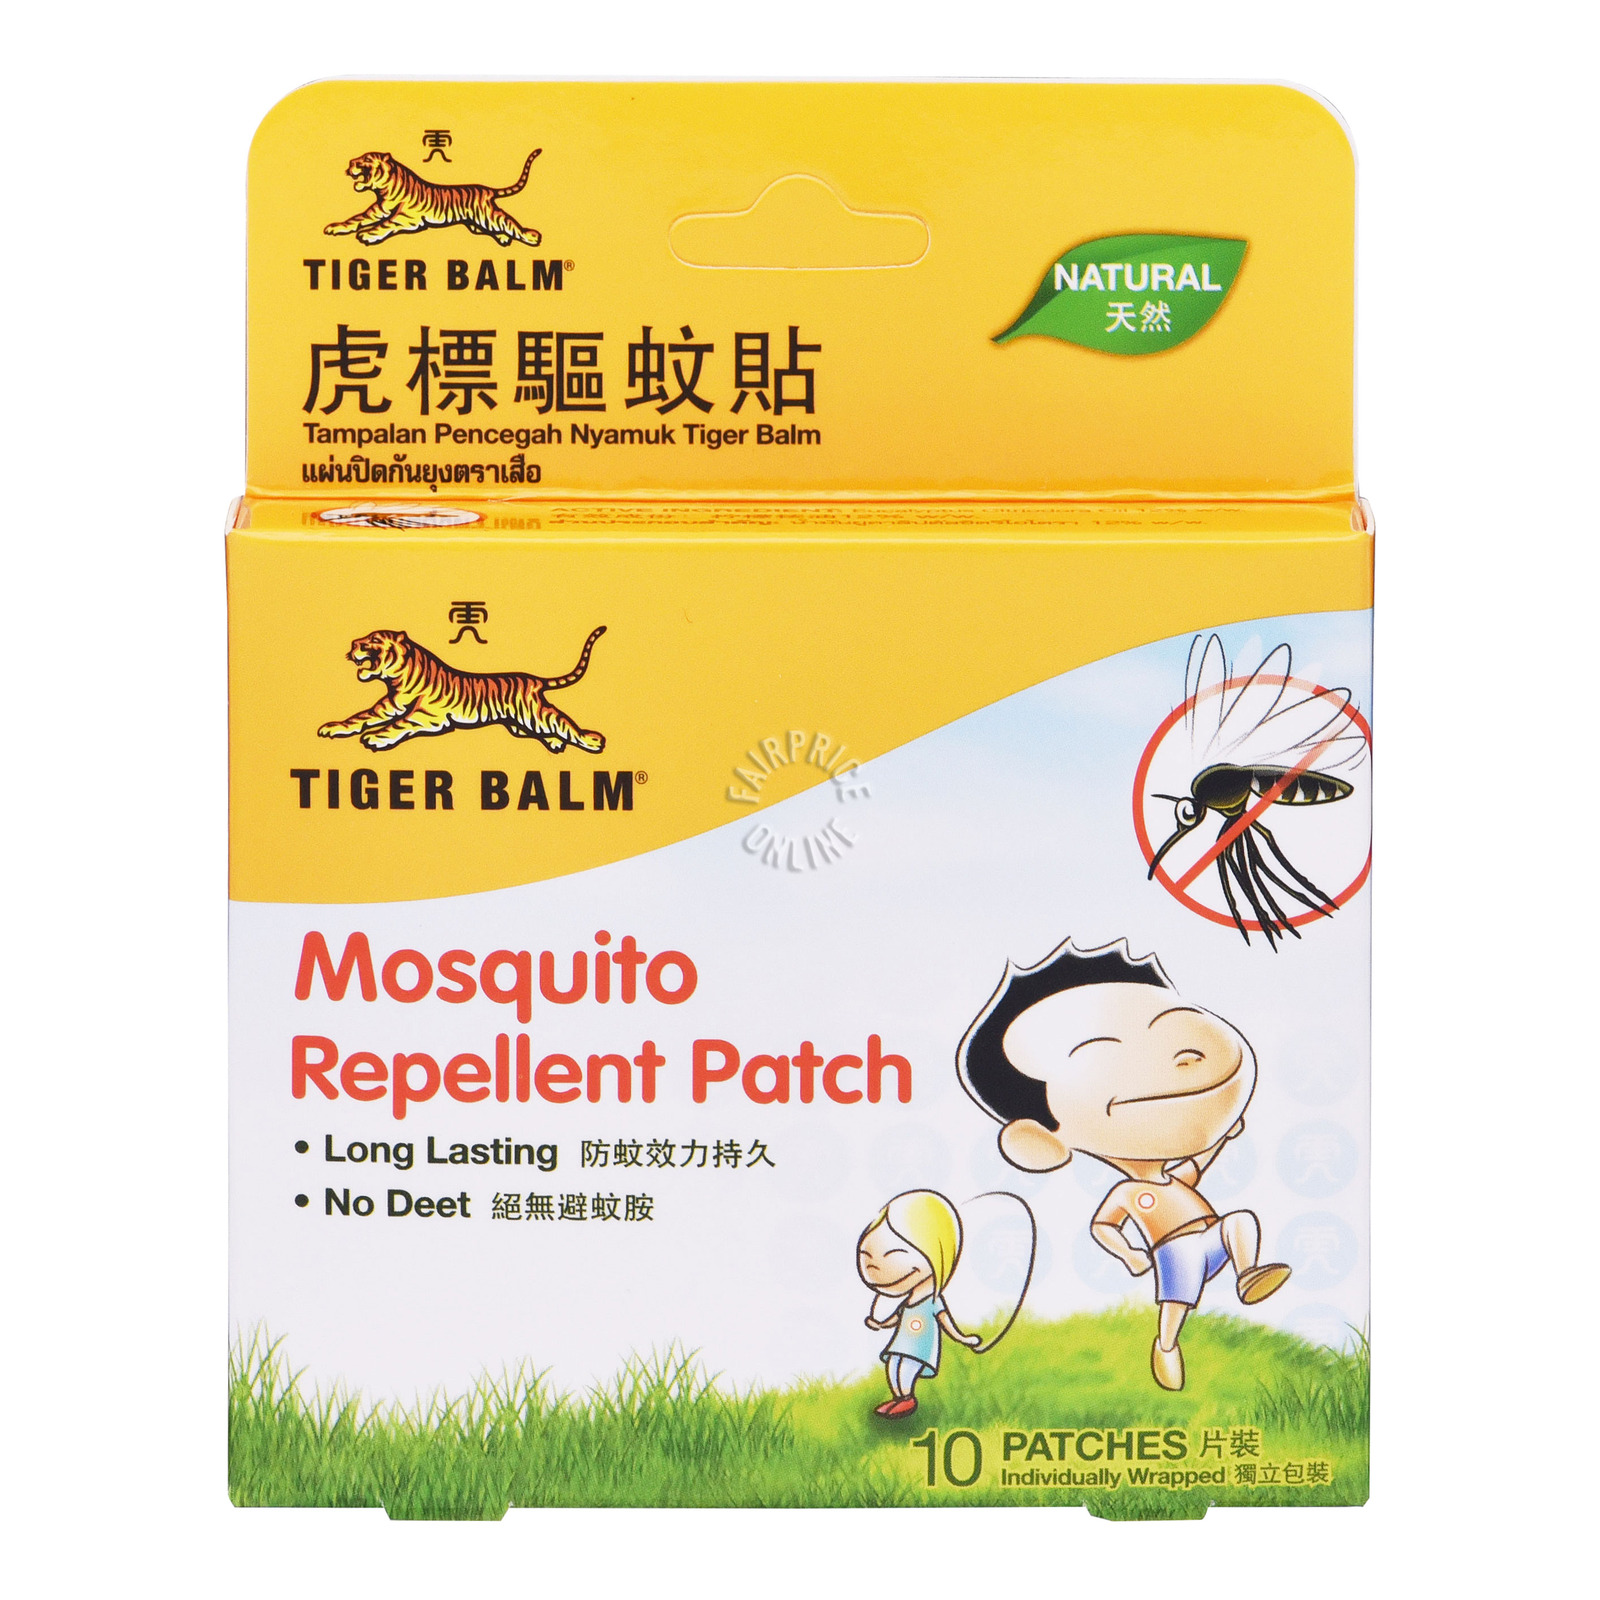 TIGER BALM®
虎標驅蚊貼
Tampalan Pencegah Nyamuk Tiger Balm
แผ่นปิดกันยุงตราเสือ
NATURAL
天然
TIGER BALM®
FAIRPRICE
ONLINE
Mosquito
Repellent Patch
• Long Lasting 防蚊效力持久
• No Deet 絕無避蚊胺
10 PATCHES 片裝
Individually Wrapped 獨立包裝